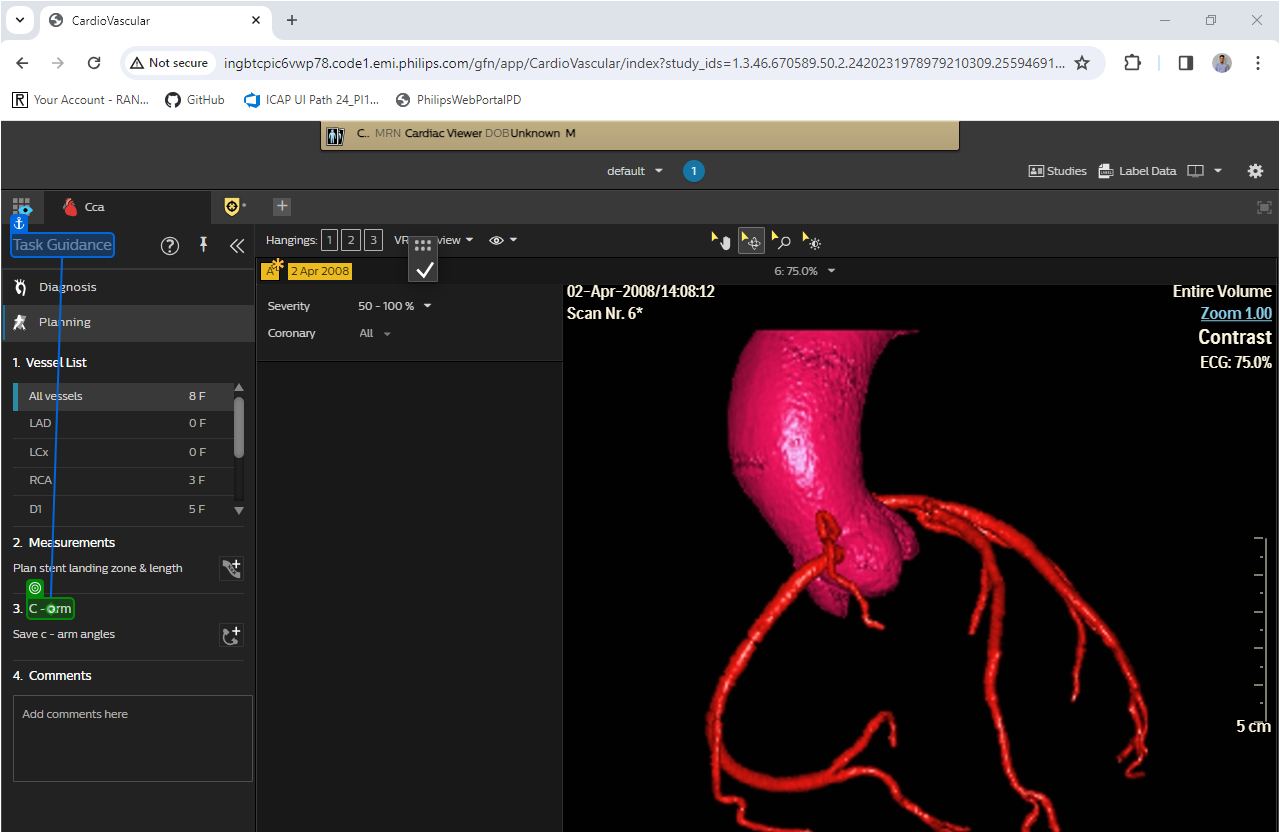 CardioVascular
Not secure
ingbtcpic6vwp78.code1.emi.philips.com/gfn/app/CardioVascular/index?study_ids=1.3.46.670589.50.2.2420231978979210309.25594691...
R Your Account - RAN...
GitHub
ICAP UI Path 24_PI1...
PhilipsWebPortalPD
C.. MRN Cardiac Viewer DOB Unknown M
default
1
Studies
Label Data
Cca
Task Guidance
Hangings: 1 2 3
view
2 Apr 2008
6: 75.0%
Diagnosis
Planning
1. Vessel List
All vessels 8 F
LAD 0 F
LCx 0 F
RCA 3 F
D1 5 F
2. Measurements
Plan stent landing zone & length
3. C - arm
Save c - arm angles
4. Comments
Add comments here
Severity 50 - 100 %
Coronary All
02-Apr-2008/14:08:12
Scan Nr. 6*
Entire Volume
Zoom 1.00
Contrast
ECG: 75.0%
5 cm